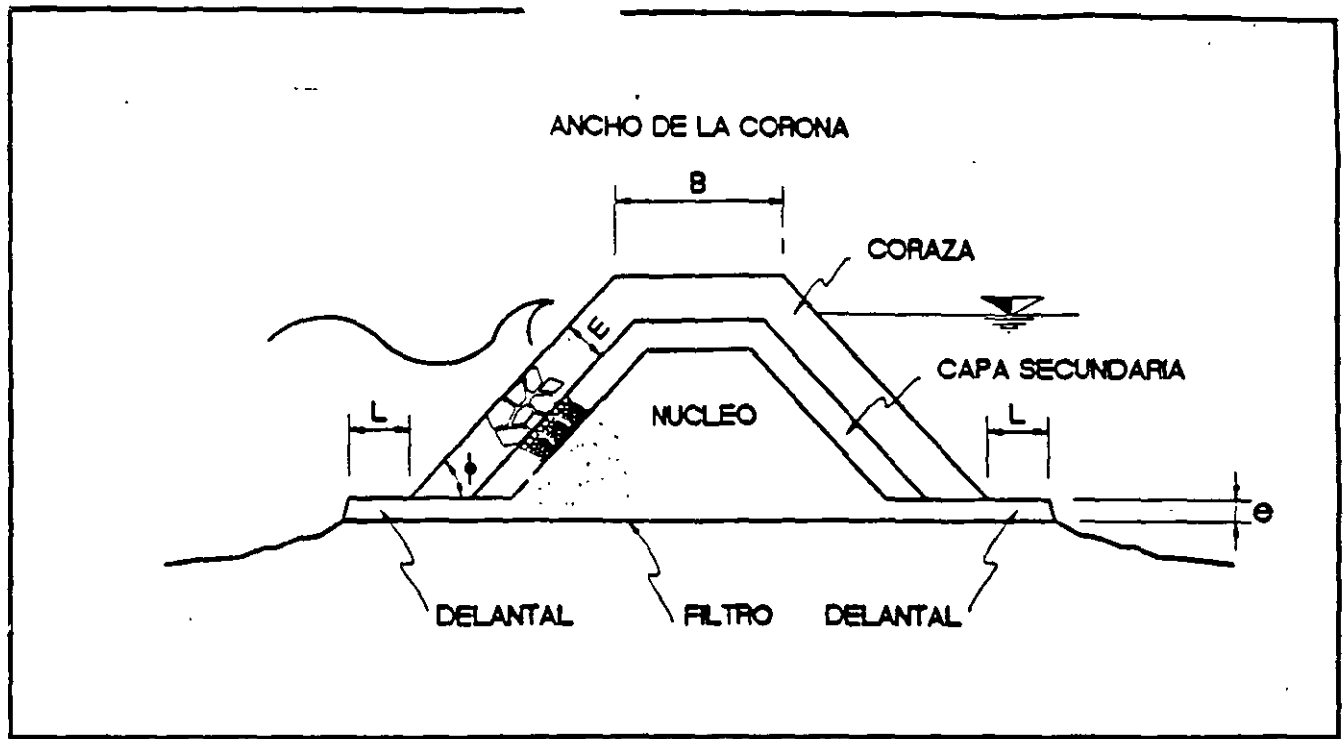 ANCHO DE LA CORONA
B
CORAZA
E
CAPA SECUNDARIA
NUCLEO
L
L
ϕ
e
DELANTAL
FILTRO
DELANTAL